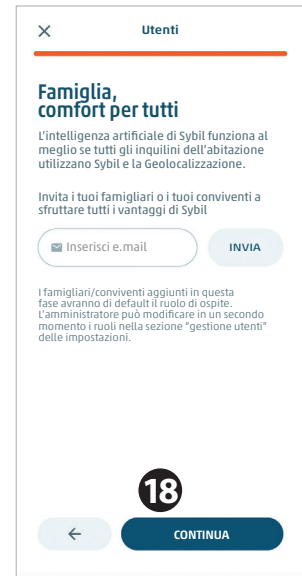 Utenti
Famiglia,
comfort per tutti
L'intelligenza artificiale di Sybil funziona al
meglio se tutti gli inquilini dell'abitazione
utilizzano Sybil e la Geolocalizzazione.
Invita i tuoi famigliari o i tuoi conviventi a
sfruttare tutti i vantaggi di Sybil
Inserisci e.mail
INVIA
I famigliari/conviventi aggiunti in questa
fase avranno di default il ruolo di ospite.
L'amministratore può modificare in un secondo
momento i ruoli nella sezione "gestione utenti"
delle impostazioni.
18
CONTINUA